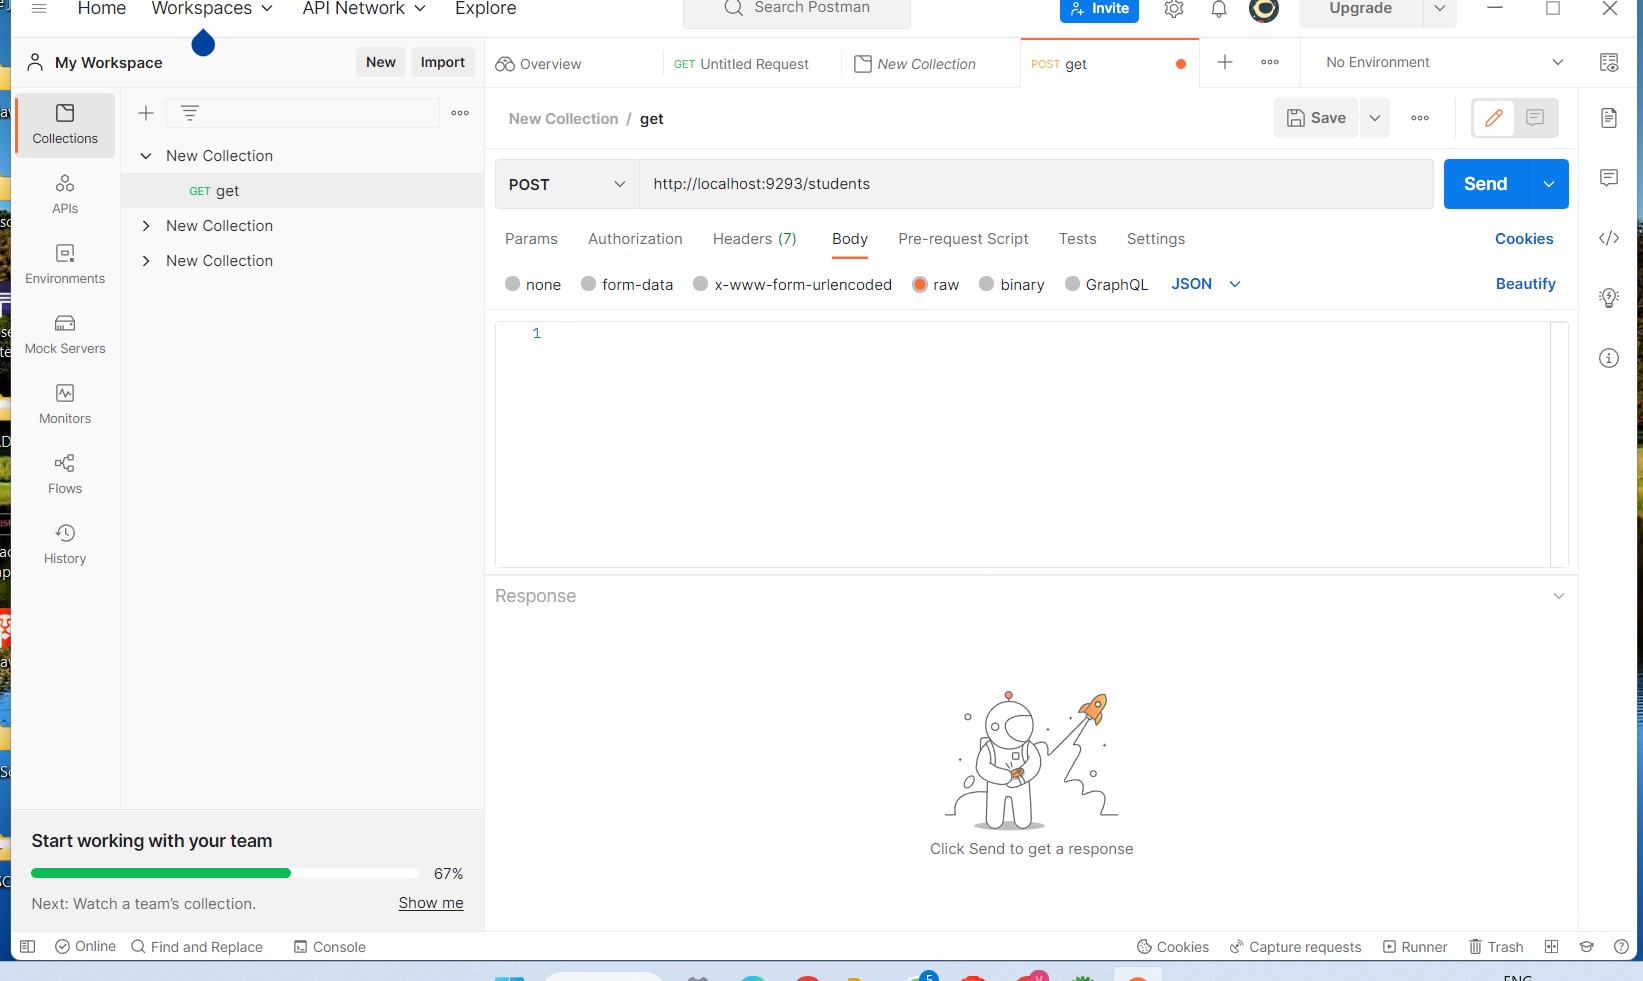 Home Workspaces API Network Explore Search Postman Invite Upgrade
My Workspace New Import Overview GET Untitled Request New Collection POST get No Environment
Collections
New Collection / get Save
New Collection
GET get
New Collection
New Collection
APIs
Environments
Mock Servers
Monitors
Flows
History
POST http://localhost:9293/students Send
Params Authorization Headers (7) Body Pre-request Script Tests Settings Cookies
none form-data x-www-form-urlencoded raw binary GraphQL JSON Beautify
1
Response
Click Send to get a response
Start working with your team
67%
Next: Watch a team's collection. Show me
Online Find and Replace Console Cookies Capture requests Runner Trash
5
ENG